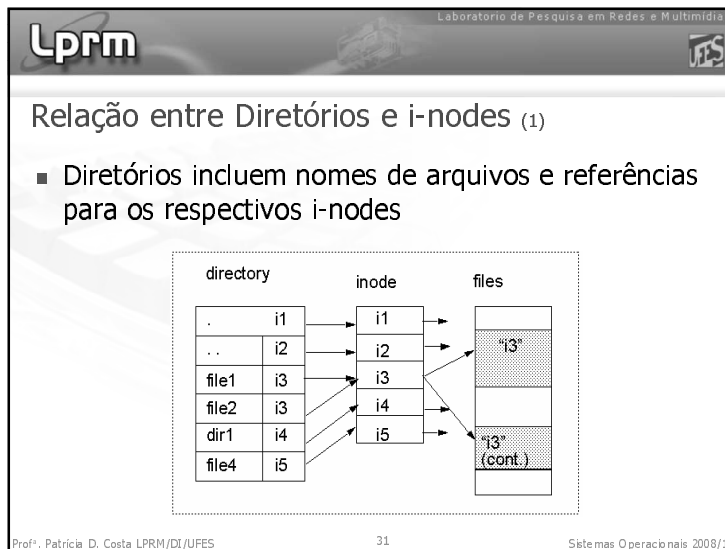 Laboratorio de Pesquisa em Redes e Multimídia
Lprm
UFES
Relação entre Diretórios e i-nodes (1)
Diretórios incluem nomes de arquivos e referências
para os respectivos i-nodes
directory inode files
. i1 i1
. . i2 i2 "i3"
file1 i3 i3
file2 i3 i4
dir1 i4 i5 "i3"
(cont.)
file4 i5
Profª. Patrícia D. Costa LPRM/DI/UFES 31 Sistemas Operacionais 2008/1